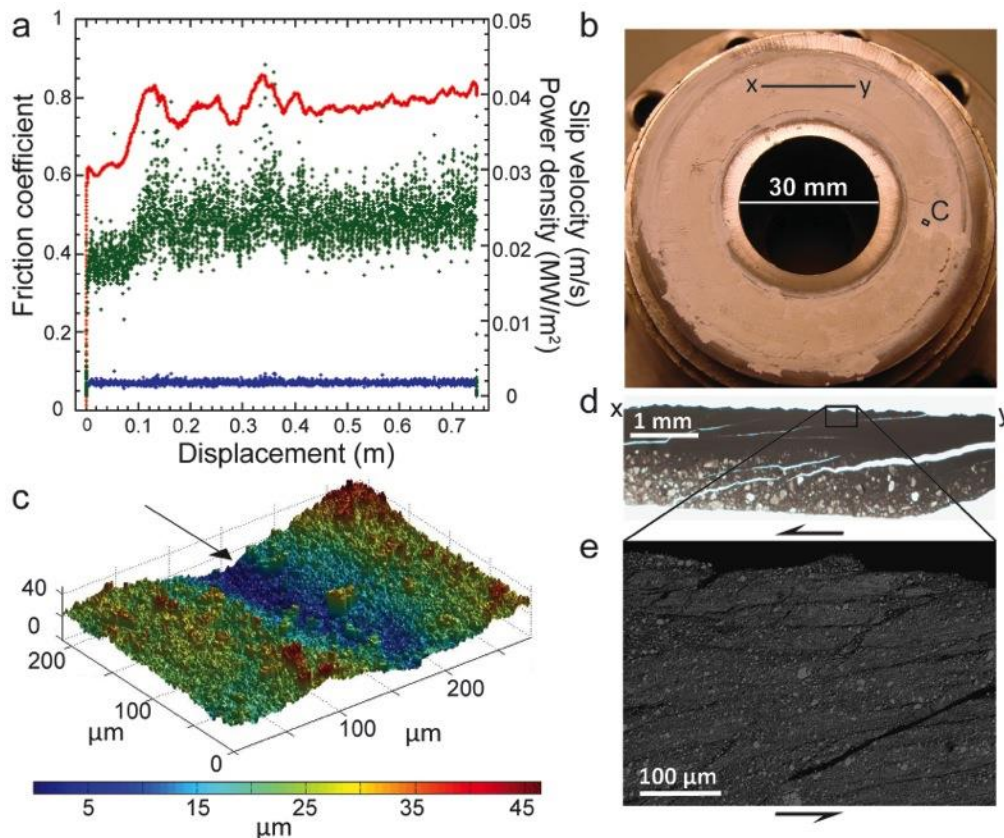 a
1
0.8
0.6
0.4
0.2
0
Friction coefficient
0.05
0.04
0.03
0.02
0.01
0
Slip velocity (m/s)
Power density (MW/m²)
0 0.1 0.2 0.3 0.4 0.5 0.6 0.7
Displacement (m)
b
x y
30 mm
C
c
40
0
200
100
0
μm
100
200
μm
5 15 25 35 45
μm
d
x y
1 mm
e
100 μm